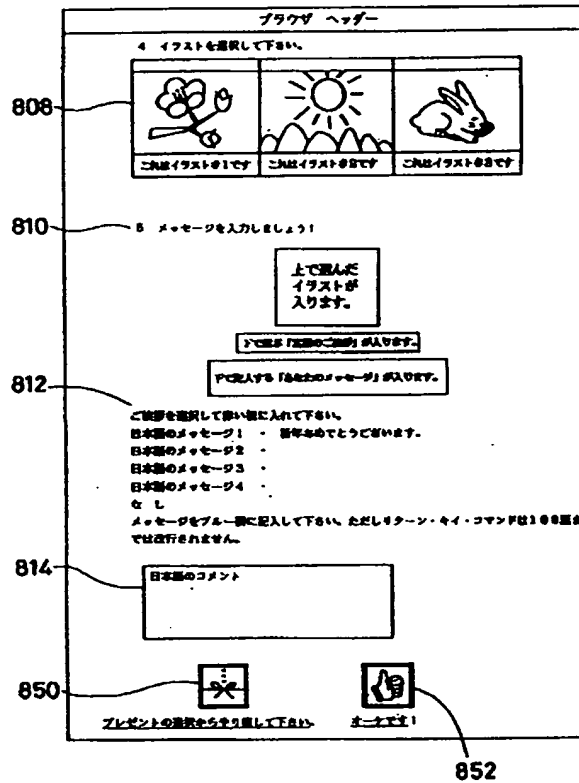 ブラウザ ヘッダー
4 イラストを選択して下さい。
808
これはイラスト#1です これはイラスト#2です これはイラスト#3です
810
5 メッセージを入力しましょう!
上で選んだ
イラストが
入ります。
下で選ぶ「定型のご挨拶」が入ります。
下で記入する「あなたのメッセージ」が入ります。
812
ご挨拶を選択して赤い枠に入れて下さい。
日本語のメッセージ1 ・ 新年おめでとうございます。
日本語のメッセージ2 ・
日本語のメッセージ3 ・
日本語のメッセージ4 ・
な し
メッセージをブルー枠に記入して下さい。ただしリターン・キイ・コマンドは100
では改行されません。
814
日本語のコメント
850
プレゼントの選択からやり直して下さい。 オーケです!
852